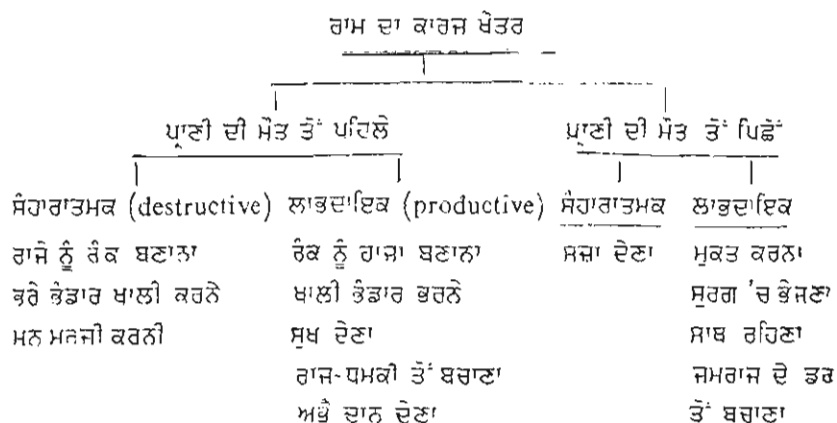 ਰਾਮ ਦਾ ਕਾਰਜ ਖੇਤਰ
ਪ੍ਰਾਣੀ ਦੀ ਮੌਤ ਤੋਂ ਪਹਿਲੇ ਪ੍ਰਾਣੀ ਦੀ ਮੌਤ ਤੋਂ ਪਿਛੋਂ
ਸੰਹਾਰਾਤਮਕ (destructive) ਲਾਭਦਾਇਕ (productive) ਸੰਹਾਰਾਤਮਕ ਲਾਭਦਾਇਕ
ਰਾਜੇ ਨੂੰ ਰੰਕ ਬਣਾਨਾ ਰੰਕ ਨੂੰ ਰਾਜਾ ਬਣਾਨਾ ਸਜ਼ਾ ਦੇਣਾ ਮੁਕਤ ਕਰਨਾ
ਭਰੇ ਭੰਡਾਰ ਖਾਲੀ ਕਰਨੇ ਖਾਲੀ ਭੰਡਾਰ ਭਰਨੇ ਸੁਰਗ 'ਚ ਭੇਜਣਾ
ਮਨ ਮਰਜੀ ਕਰਨੀ ਸੁਖ ਦੇਣਾ ਸਾਥ ਰਹਿਣਾ
ਰਾਜ-ਧਮਕੀ ਤੋਂ ਬਚਾਣਾ ਜਮਰਾਜ ਦੇ ਡਰ
ਅਭੈ ਦਾਨ ਦੇਣਾ ਤੋਂ ਬਚਾਣਾ